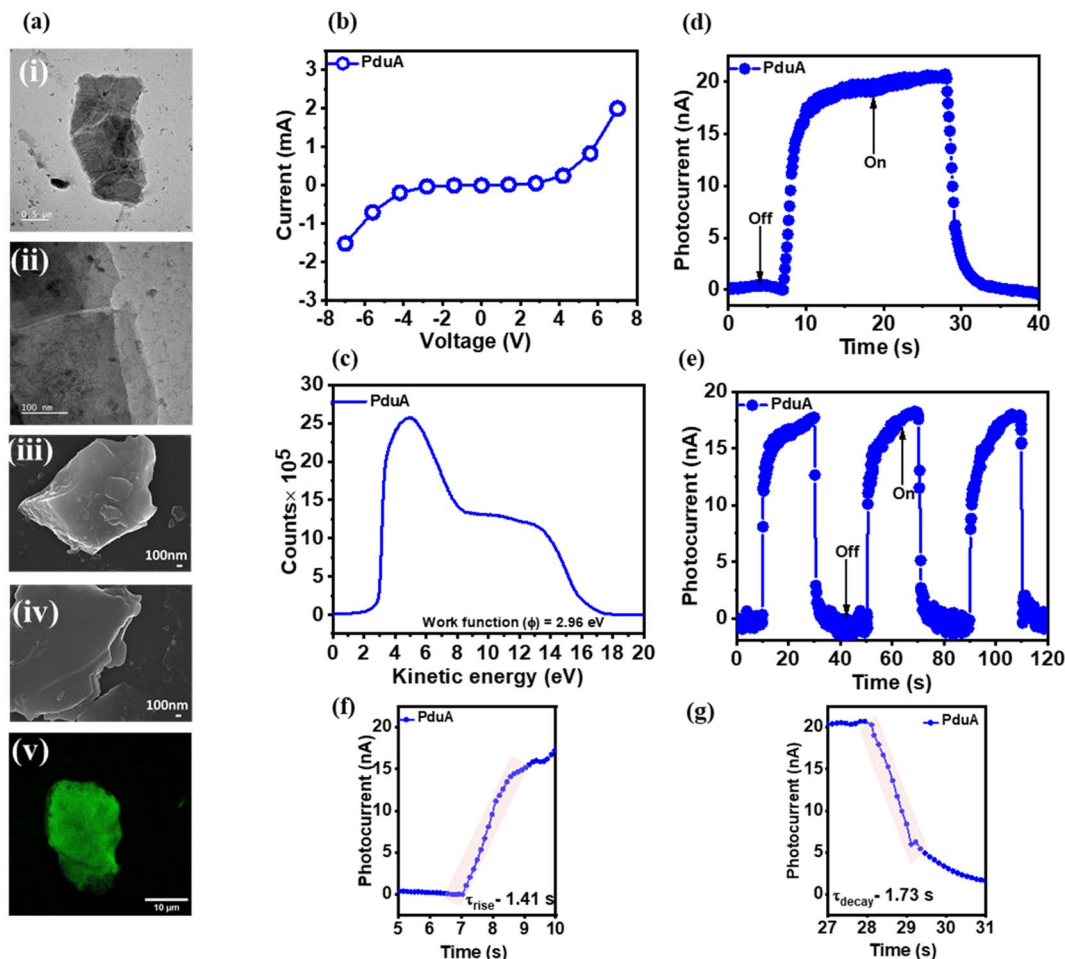 (a)
(i)
0.5 µm
(ii)
100 nm
(iii)
100nm
(iv)
100nm
(v)
10 µm
(b)
PduA
Current (mA)
3
2
1
0
-1
-2
-3
-8 -6 -4 -2 0 2 4 6 8
Voltage (V)
(c)
PduA
Counts× 10⁵
30
25
20
15
10
5
0
Work function (ϕ) = 2.96 eV
0 2 4 6 8 10 12 14 16 18 20
Kinetic energy (eV)
(d)
PduA
Photocurrent (nA)
20
15
10
5
0
Off
On
0 10 20 30 40
Time (s)
(e)
PduA
Photocurrent (nA)
20
15
10
5
0
Off
On
0 20 40 60 80 100 120
Time (s)
(f)
PduA
Photocurrent (nA)
20
15
10
5
0
τrise- 1.41 s
5 6 7 8 9 10
Time (s)
(g)
PduA
Photocurrent (nA)
20
15
10
5
0
τdecay- 1.73 s
27 28 29 30 31
Time (s)